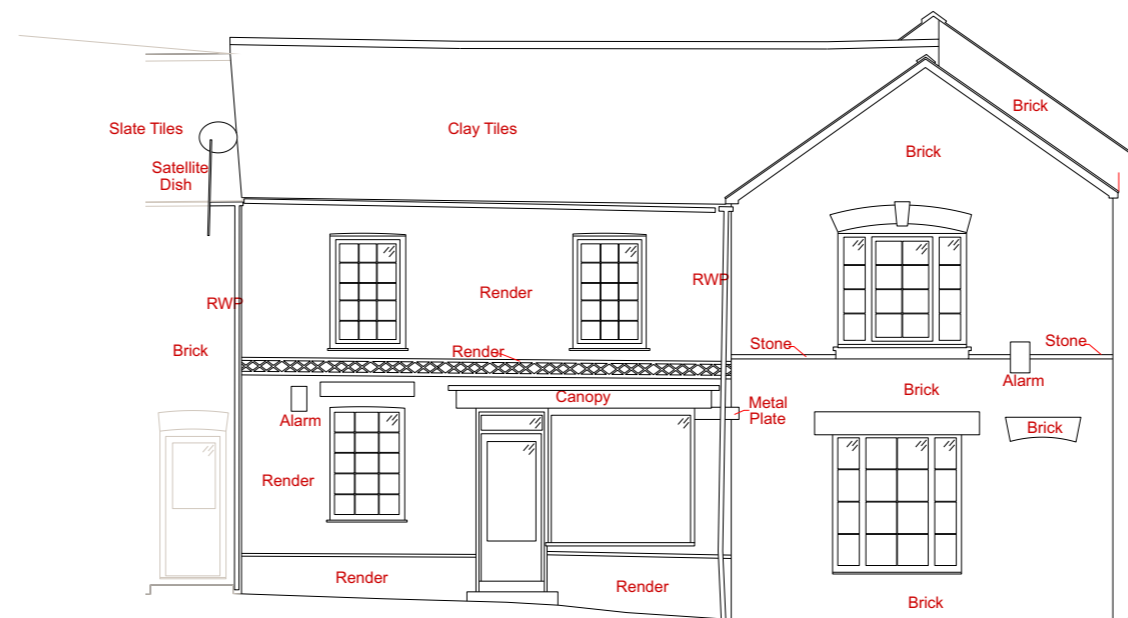 Brick
Slate Tiles
Clay Tiles
Brick
Satellite
Dish
RWP
Render
RWP
Brick
Render
Stone
Stone
Alarm
Brick
Canopy
Metal
Plate
Alarm
Brick
Render
Render
Render
Brick